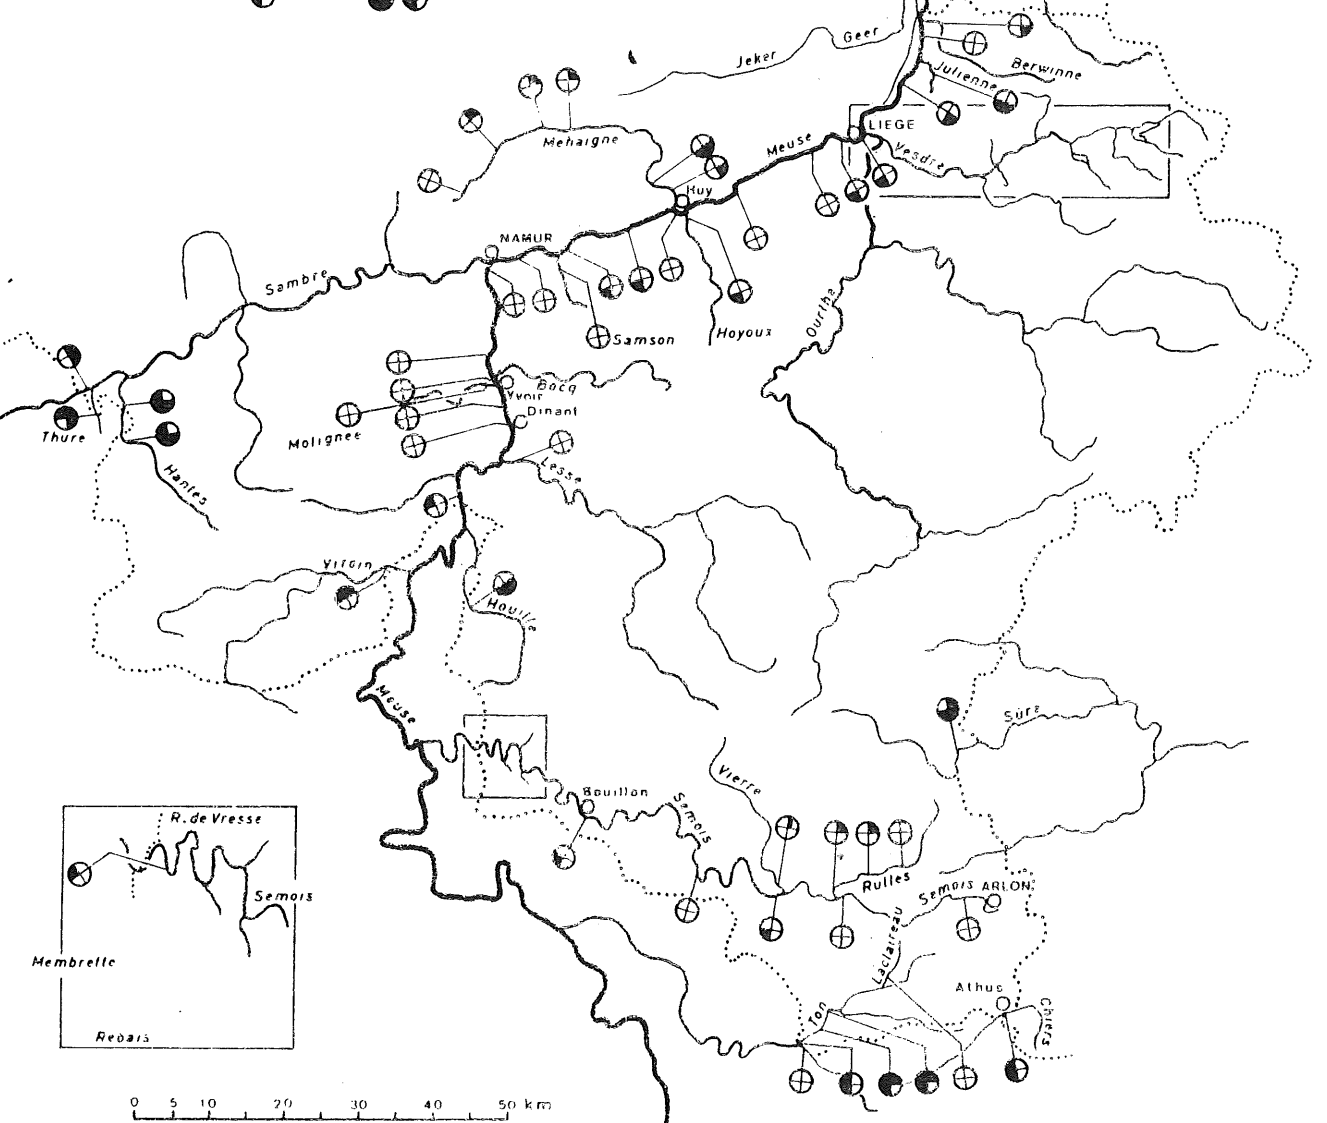 Geer
Jeker
Berwinne
Julienne
LIEGE
Mehaigne
Meuse
Vesdre
Huy
NAMUR
Sambre
Ourthe
Samson
Hoyoux
Bocq
Yvoir
Dinant
Molignee
Thure
Lesse
Hantes
Viroin
Houille
Meuse
Sûre
Vierre
Bouillon
Semois
R. de Vresse
Rulles
Semois
ARLON
Semois
Laclaireau
Membrette
Athus
Ton
Chiers
Rebais
0 5 10 20 30 40 50 km